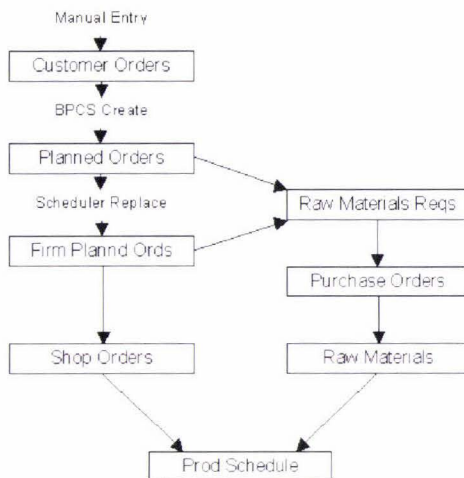 Manual Entry
Customer Orders
BPCS Create
Planned Orders
Scheduler Replace
Raw Materials Reqs
Firm Plannd Ords
Purchase Orders
Shop Orders
Raw Materials
Prod Schedule